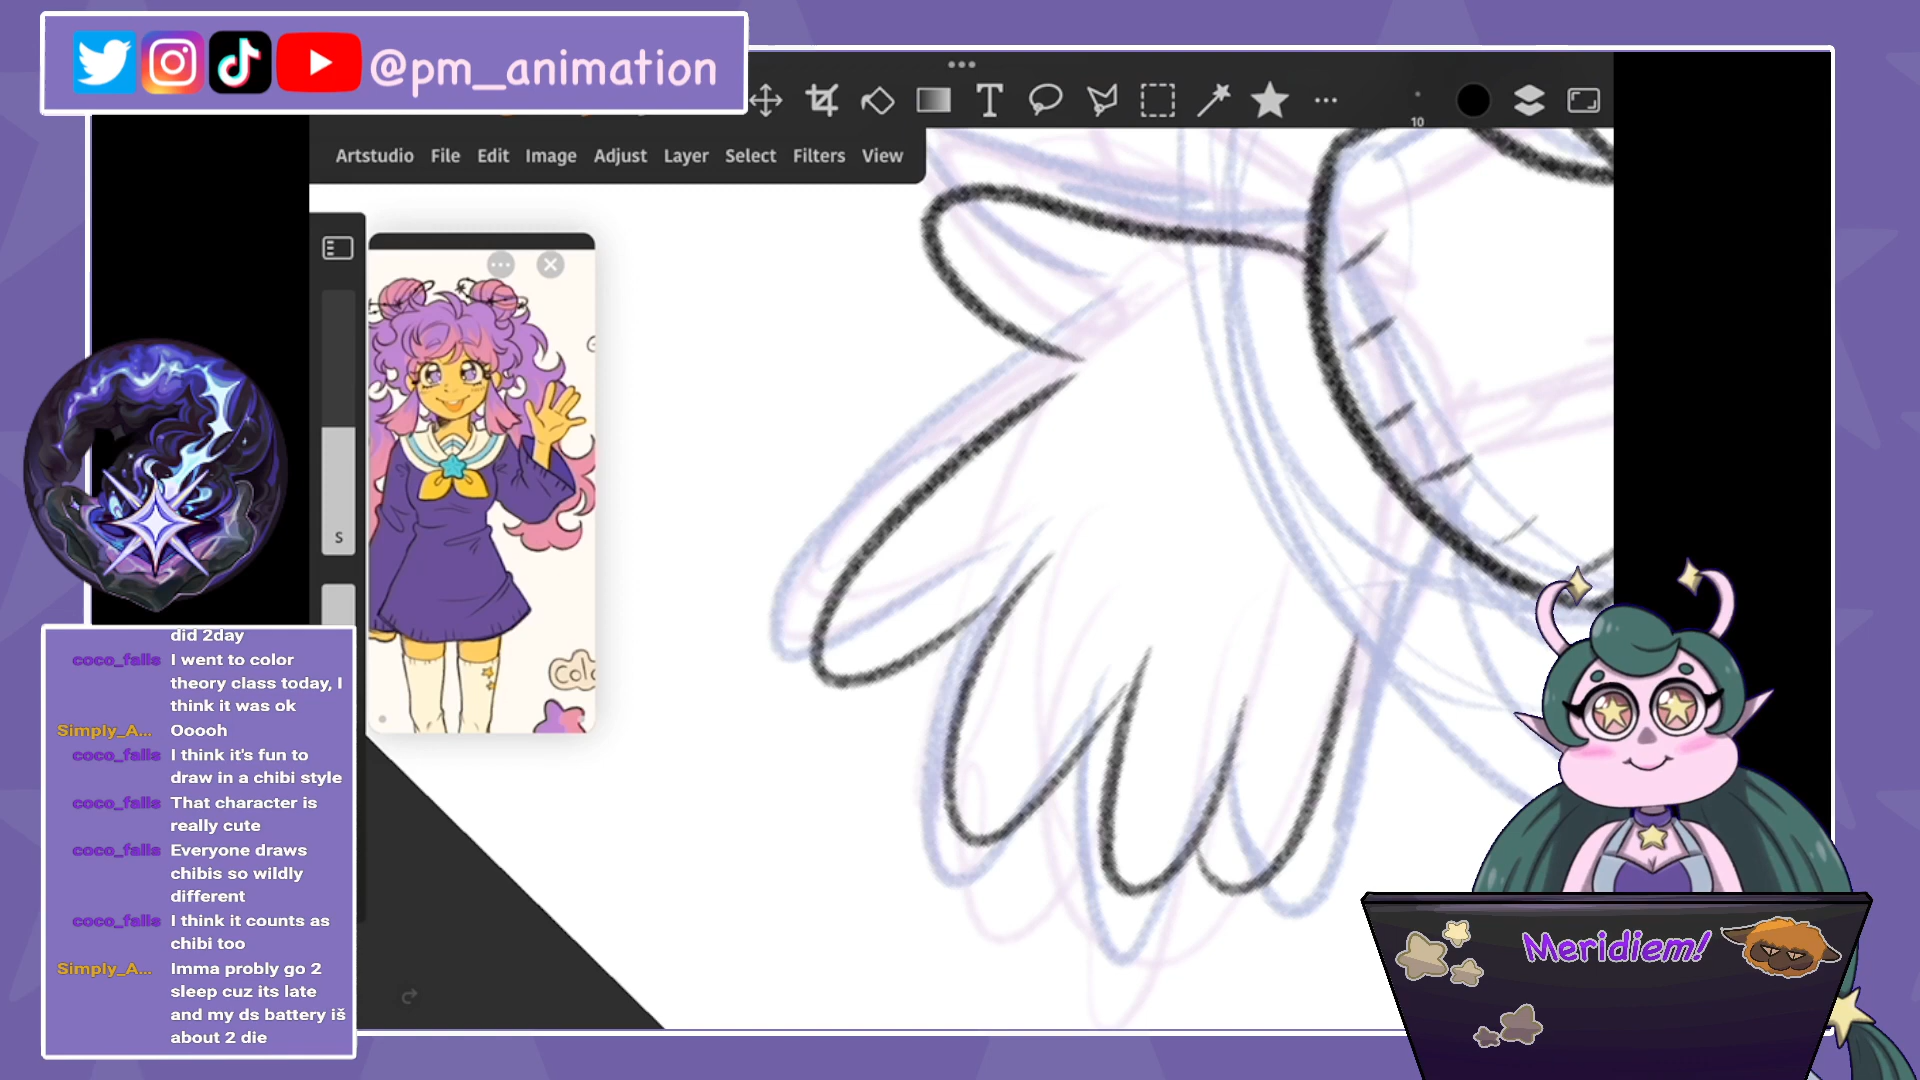 @pm_animation
T
10
Artstudio File Edit Image Adjust Layer Select Filters View
S
did 2day
coco_falls I went to color
theory class today, I
think it was ok
Simply_A... Ooooh
coco_falls I think it's fun to
draw in a chibi style
coco_falls That character is
really cute
coco_falls Everyone draws
chibis so wildly
different
coco_falls I think it counts as
chibi too
Simply_A... Imma probly go 2
sleep cuz its late
and my ds battery iš
about 2 die
Colo
Meridiem!